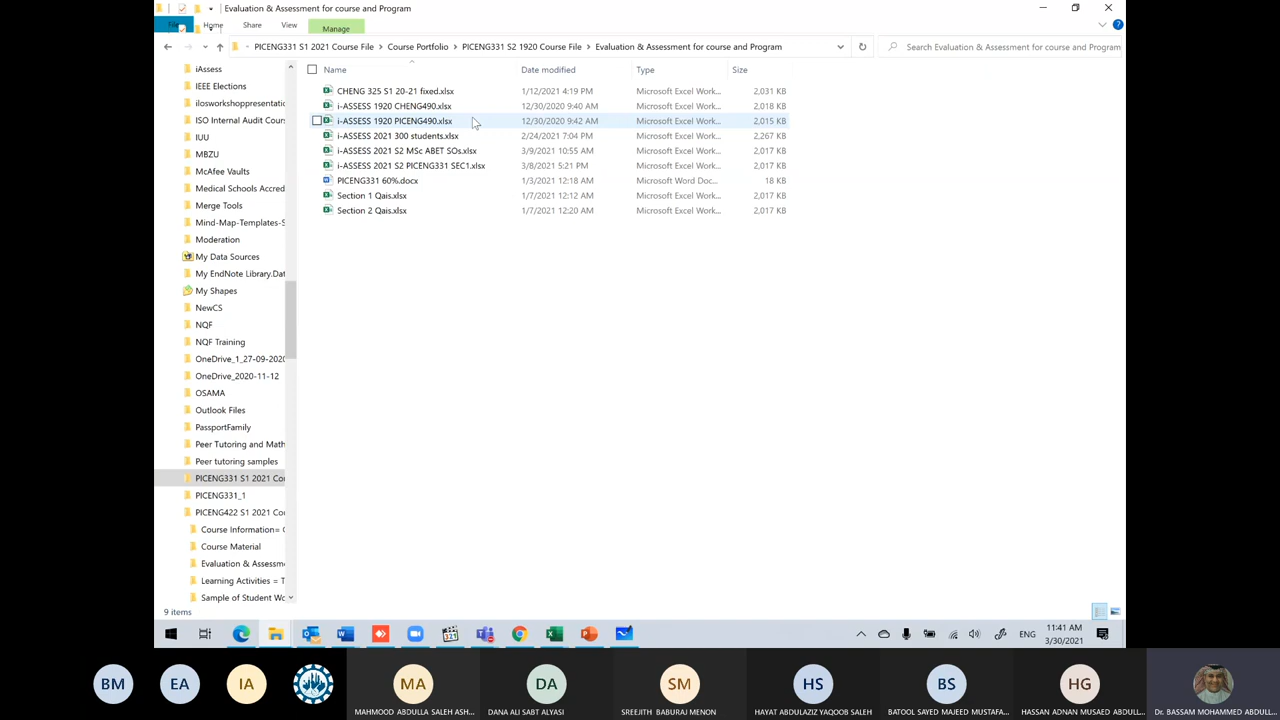 Evaluation & Assessment for course and Program
File Home Share View Manage
PICENG331 S1 2021 Course File > Course Portfolio > PICENG331 S2 1920 Course File > Evaluation & Assessment for course and Program
Search Evaluation & Assessment for course and Program
Name Date modified Type Size
CHENG 325 S1 20-21 fixed.xlsx 1/12/2021 4:19 PM Microsoft Excel Work... 2,031 KB
i-ASSESS 1920 CHENG490.xlsx 12/30/2020 9:40 AM Microsoft Excel Work... 2,018 KB
i-ASSESS 1920 PICENG490.xlsx 12/30/2020 9:42 AM Microsoft Excel Work... 2,015 KB
i-ASSESS 2021 300 students.xlsx 2/24/2021 7:04 PM Microsoft Excel Work... 2,267 KB
i-ASSESS 2021 S2 MSc ABET SOs.xlsx 3/9/2021 10:55 AM Microsoft Excel Work... 2,017 KB
i-ASSESS 2021 S2 PICENG331 SEC1.xlsx 3/8/2021 5:21 PM Microsoft Excel Work... 2,017 KB
PICENG331 60%.docx 1/3/2021 12:18 AM Microsoft Word Doc... 18 KB
Section 1 Qais.xlsx 1/7/2021 12:12 AM Microsoft Excel Work... 2,017 KB
Section 2 Qais.xlsx 1/7/2021 12:20 AM Microsoft Excel Work... 2,017 KB
iAssess
IEEE Elections
ilosworkshoppresentati
ISO Internal Audit Cour
IUU
MBZU
McAfee Vaults
Medical Schools Accred
Merge Tools
Mind-Map-Templates-S
Moderation
My Data Sources
My EndNote Library.Dat
My Shapes
NewCS
NQF
NQF Training
OneDrive_1_27-09-2020
OneDrive_2020-11-12
OSAMA
Outlook Files
PassportFamily
Peer Tutoring and Math
Peer tutoring samples
PICENG331 S1 2021 Cou
PICENG331_1
PICENG422 S1 2021 Cou
Course Information= C
Course Material
Evaluation & Assessm
Learning Activities = T
Sample of Student Wo
9 items
ENG
11:41 AM
3/30/2021
BM EA IA MA DA SM HS BS HG
MAHMOOD ABDULLA SALEH ASH... DANA ALI SABT ALYASI SREEJITH BABURAJ MENON HAYAT ABDULAZIZ YAQOOB SALEH BATOOL SAYED MAJEED MUSTAFA... HASSAN ADNAN MUSAED ABDULL... Dr. BASSAM MOHAMMED ABDULL...